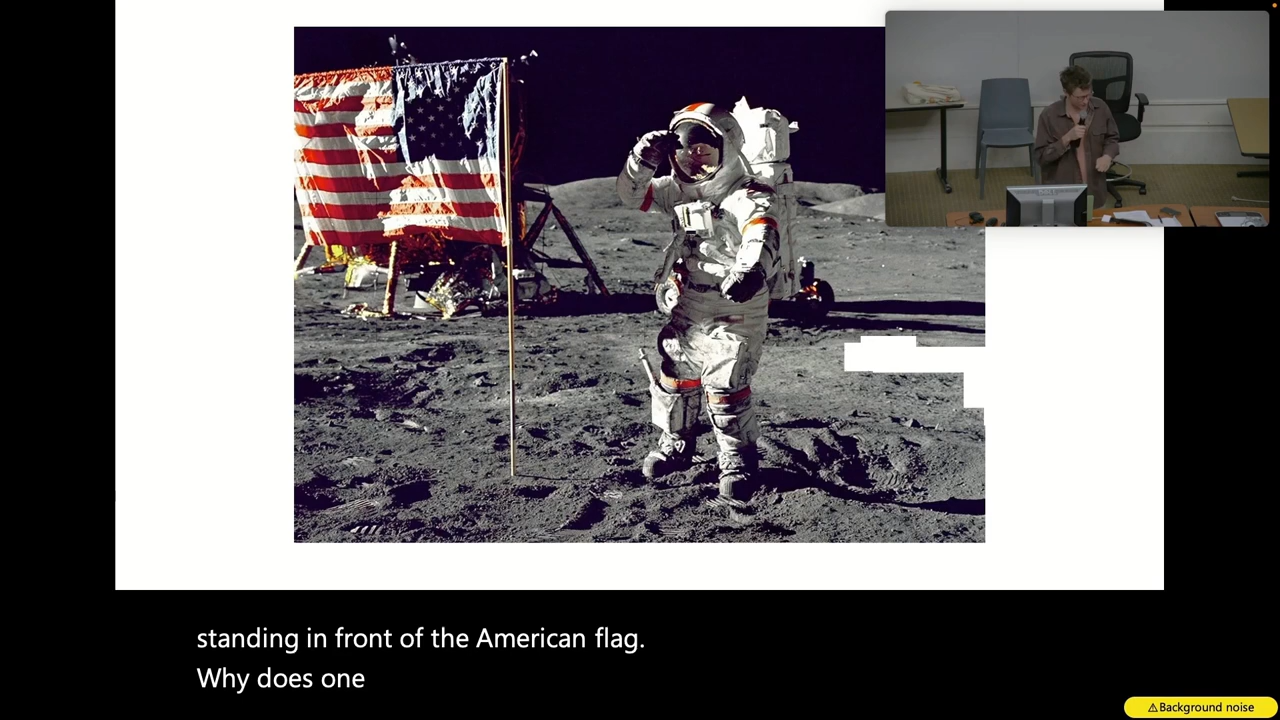 standing in front of the American flag.
Why does one
⚠Background noise